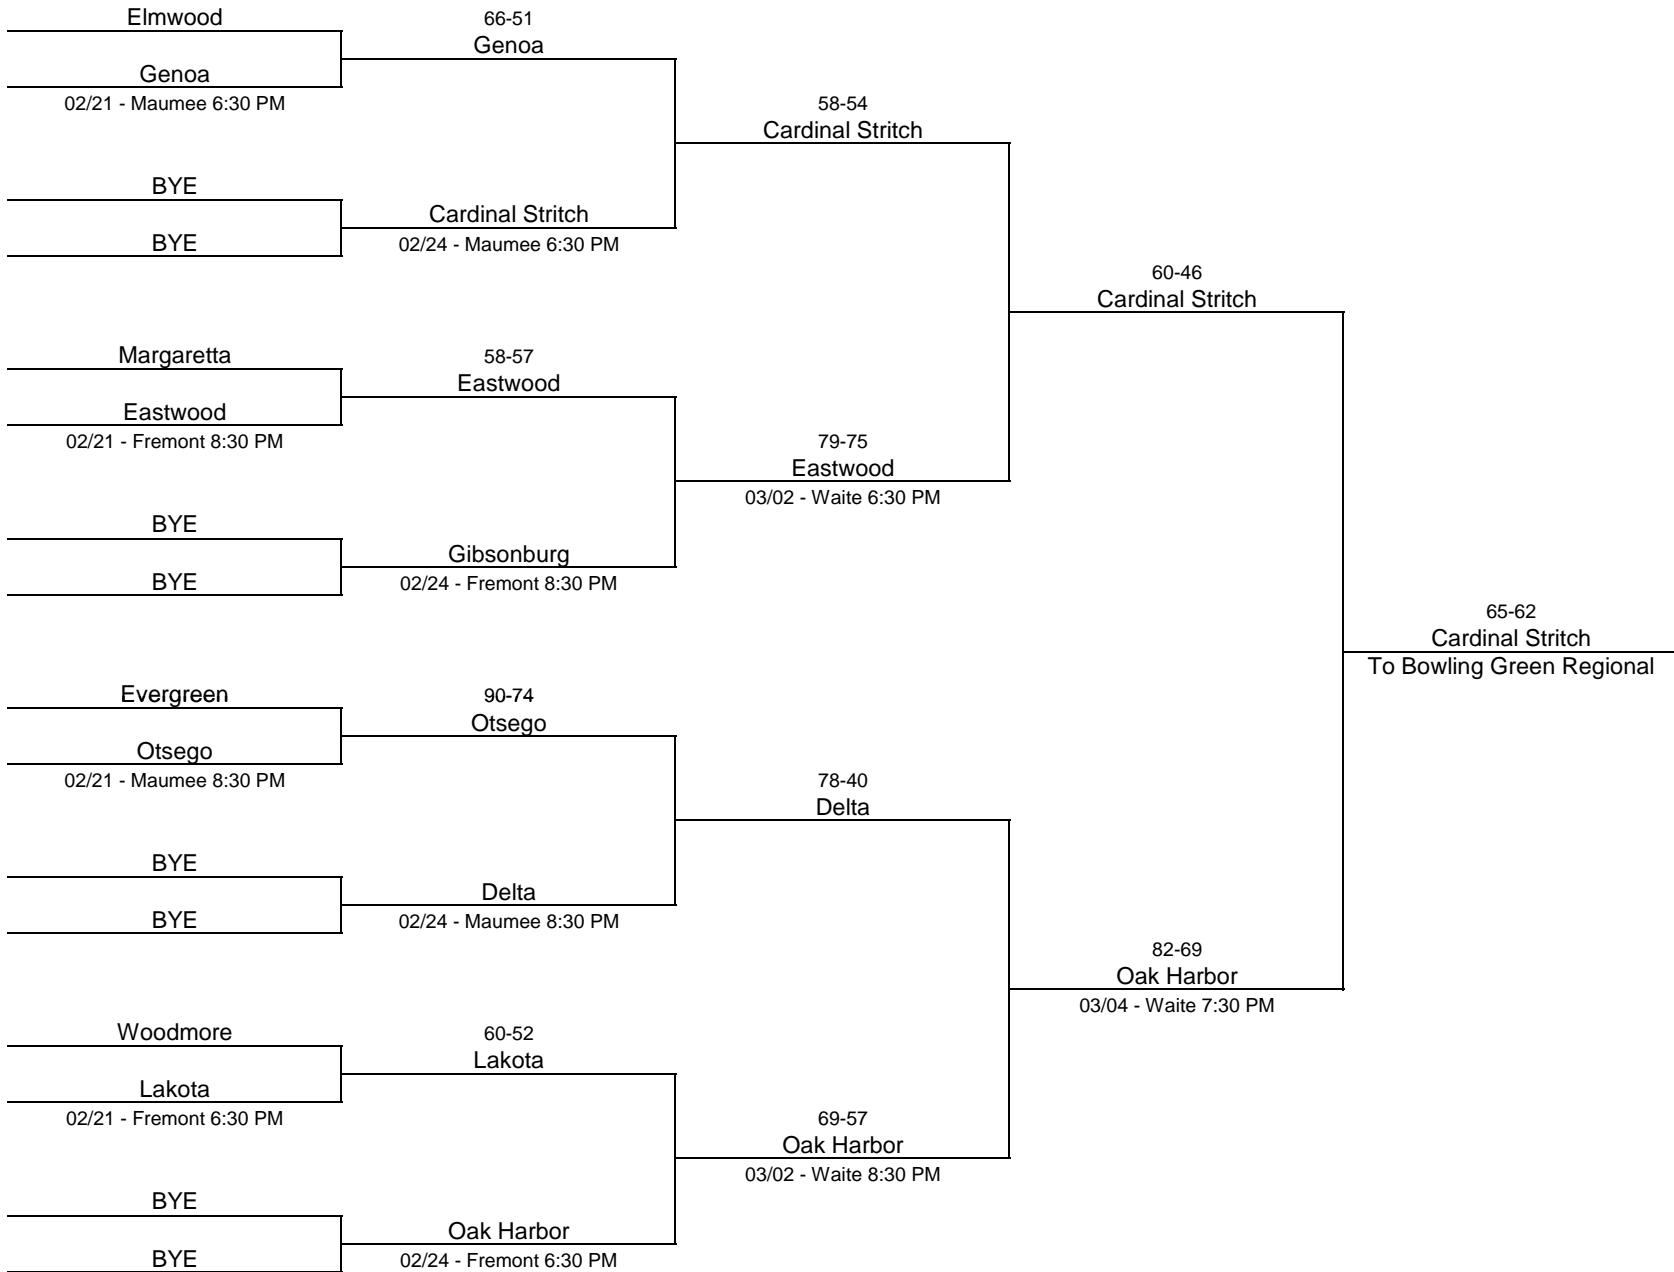 Elmwood
Genoa
02/21 - Maumee 6:30 PM
BYE
BYE
Margaretta
Eastwood
02/21 - Fremont 8:30 PM
BYE
BYE
Evergreen
Otsego
02/21 - Maumee 8:30 PM
BYE
BYE
Woodmore
Lakota
02/21 - Fremont 6:30 PM
BYE
BYE
66-51
Genoa
Cardinal Stritch
02/24 - Maumee 6:30 PM
58-57
Eastwood
Gibsonburg
02/24 - Fremont 8:30 PM
90-74
Otsego
Delta
02/24 - Maumee 8:30 PM
60-52
Lakota
Oak Harbor
02/24 - Fremont 6:30 PM
58-54
Cardinal Stritch
79-75
Eastwood
03/02 - Waite 6:30 PM
78-40
Delta
69-57
Oak Harbor
03/02 - Waite 8:30 PM
60-46
Cardinal Stritch
82-69
Oak Harbor
03/04 - Waite 7:30 PM
65-62
Cardinal Stritch
To Bowling Green Regional